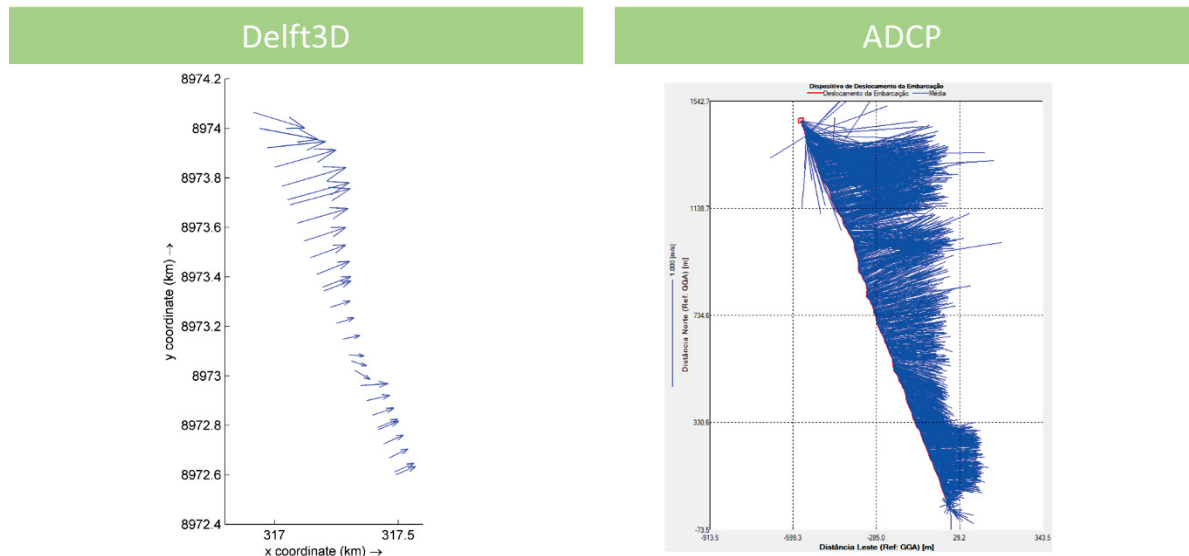 Delft3D
ADCP
8974.2
8974
8973.8
8973.6
8973.4
8973.2
8973
8972.8
8972.6
8972.4
y coordinate (km) →
317
317.5
x coordinate (km) →
Dispositivo de Deslocamento da Embarcação
Deslocamento da Embarcação
Média
1542.7
1138.7
734.6
330.6
-73.5
1.000 [m/s]
Distância Norte (Ref: GGA) [m]
-913.5
-599.3
-285.0
29.2
343.5
Distância Leste (Ref: GGA) [m]